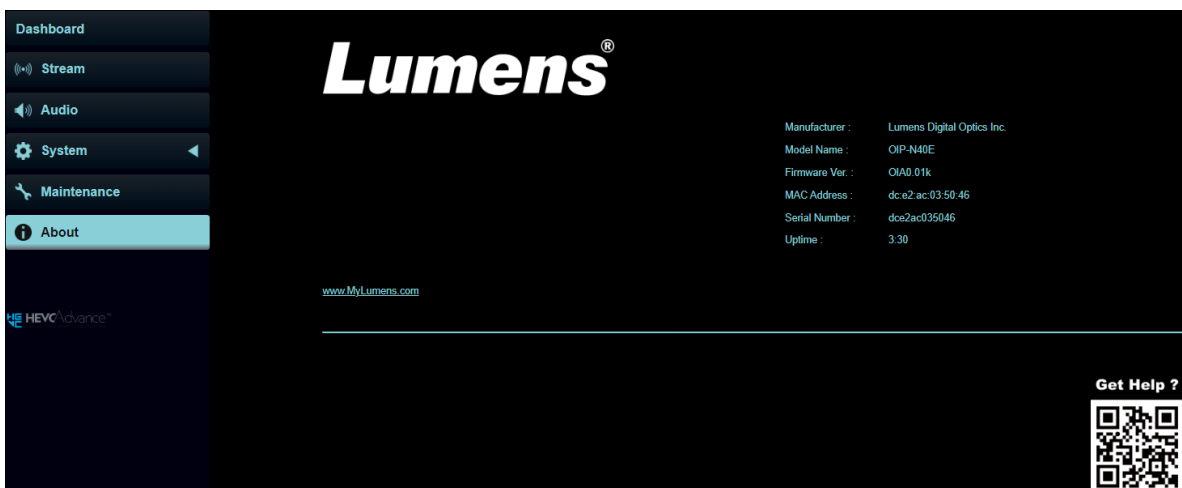 Dashboard
Stream
Audio
System
Maintenance
About
HEVC Advance™
Lumens®
Manufacturer : Lumens Digital Optics Inc.
Model Name : OIP-N40E
Firmware Ver. : OIA0.01k
MAC Address : dc:e2:ac:03:50:46
Serial Number : dce2ac035046
Uptime : 3:30
www.MyLumens.com
Get Help ?